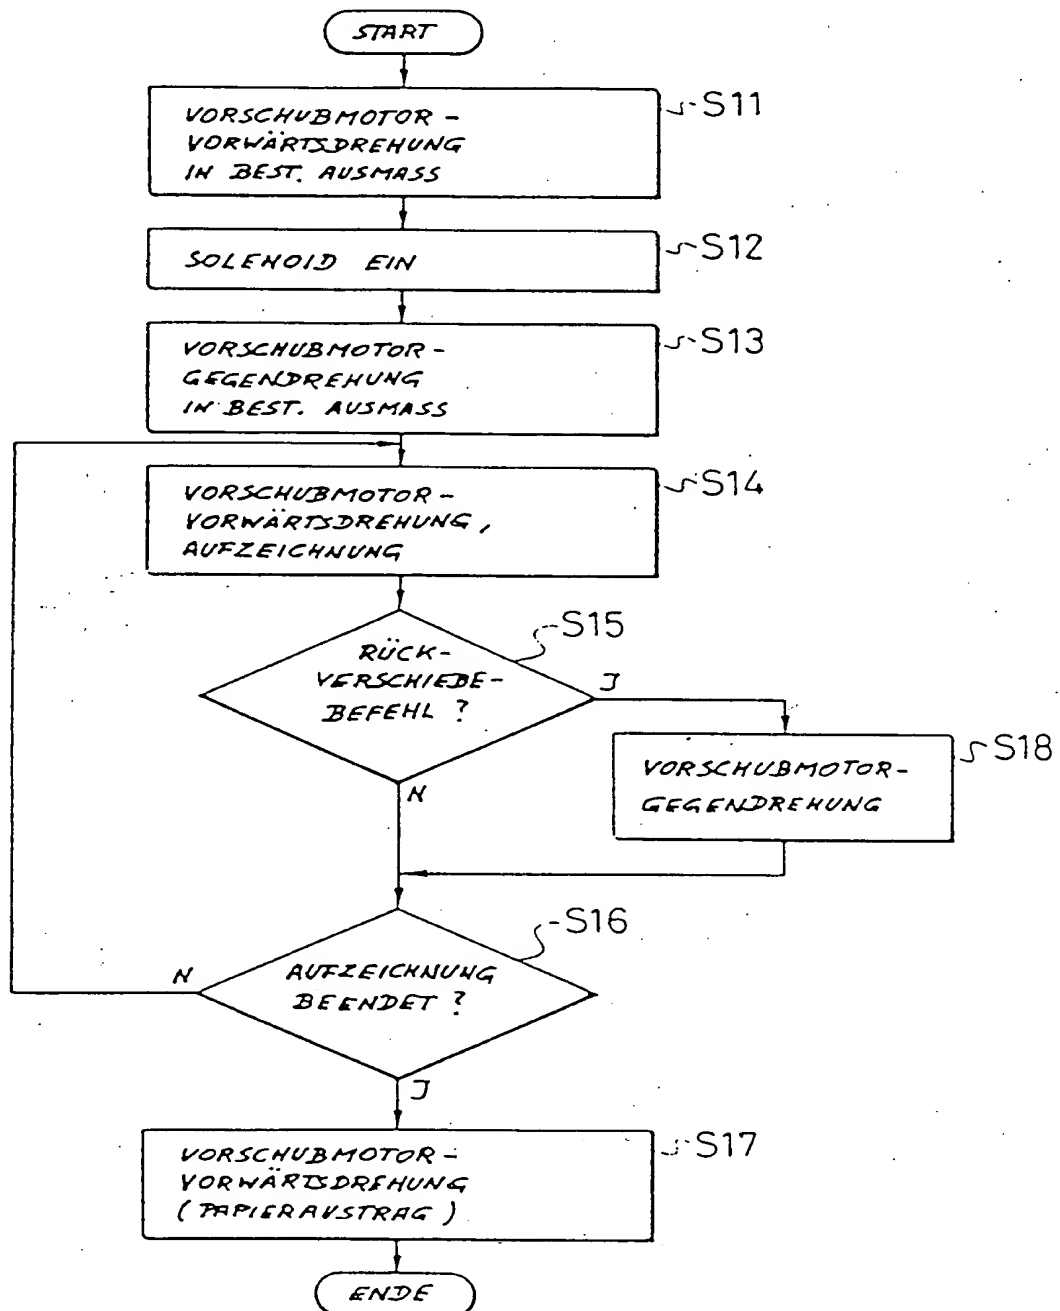 START
VORSCHUBMOTOR-
VORWÄRTSDREHUNG
IN BEST. AUSMASS
S11
SOLENOID EIN
S12
VORSCHUBMOTOR-
GEGENDREHUNG
IN BEST. AUSMASS
S13
VORSCHUBMOTOR-
VORWÄRTSDREHUNG,
AUFZEICHNUNG
S14
RÜCK-
VERSCHIEBE-
BEFEHL ?
S15
J
N
VORSCHUBMOTOR-
GEGENDREHUNG
S18
AUFZEICHNUNG
BEENDET ?
S16
N
J
VORSCHUBMOTOR-
VORWÄRTSDREHUNG
(PAPIERAUSTRAG)
S17
ENDE